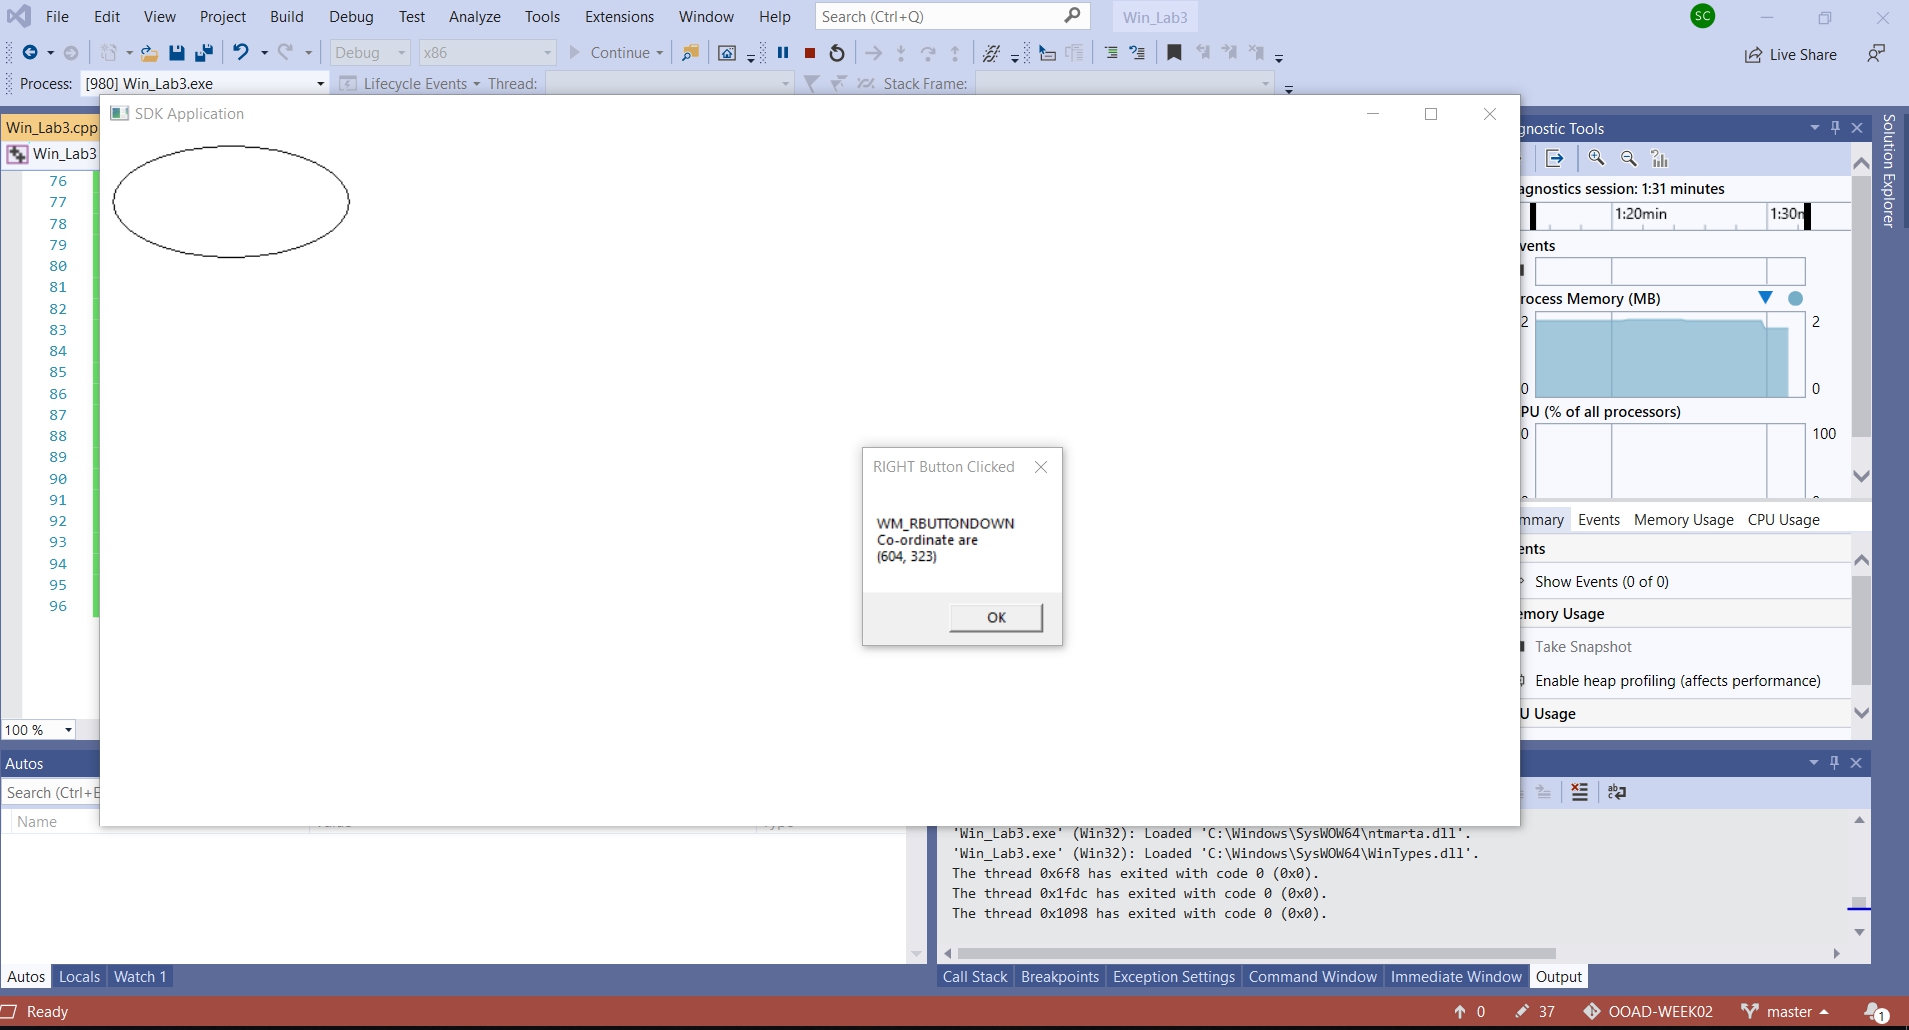 File Edit View Project Build Debug Test Analyze Tools Extensions Window Help Search (Ctrl+Q) Win_Lab3 SC
Debug x86 Continue Live Share
Process: [980] Win_Lab3.exe Lifecycle Events Thread: Stack Frame:
SDK Application
Win_Lab3.cpp
Win_Lab3
76
77
78
79
80
81
82
83
84
85
86
87
88
89
90
91
92
93
94
95
96
100 %
RIGHT Button Clicked
WM_RBUTTONDOWN
Co-ordinate are
(604, 323)
OK
gnostic Tools
agnostics session: 1:31 minutes
1:20min 1:30m
vents
rocess Memory (MB)
2 2
0 0
PU (% of all processors)
0 100
mmary Events Memory Usage CPU Usage
ents
Show Events (0 of 0)
emory Usage
Take Snapshot
Enable heap profiling (affects performance)
U Usage
Solution Explorer
Autos
Search (Ctrl+E
Name
'Win_Lab3.exe' (Win32): Loaded 'C:\Windows\SysWOW64\ntmarta.dll'.
'Win_Lab3.exe' (Win32): Loaded 'C:\Windows\SysWOW64\WinTypes.dll'.
The thread 0x6f8 has exited with code 0 (0x0).
The thread 0x1fdc has exited with code 0 (0x0).
The thread 0x1098 has exited with code 0 (0x0).
Autos Locals Watch 1
Call Stack Breakpoints Exception Settings Command Window Immediate Window Output
Ready 0 37 OOAD-WEEK02 master 1